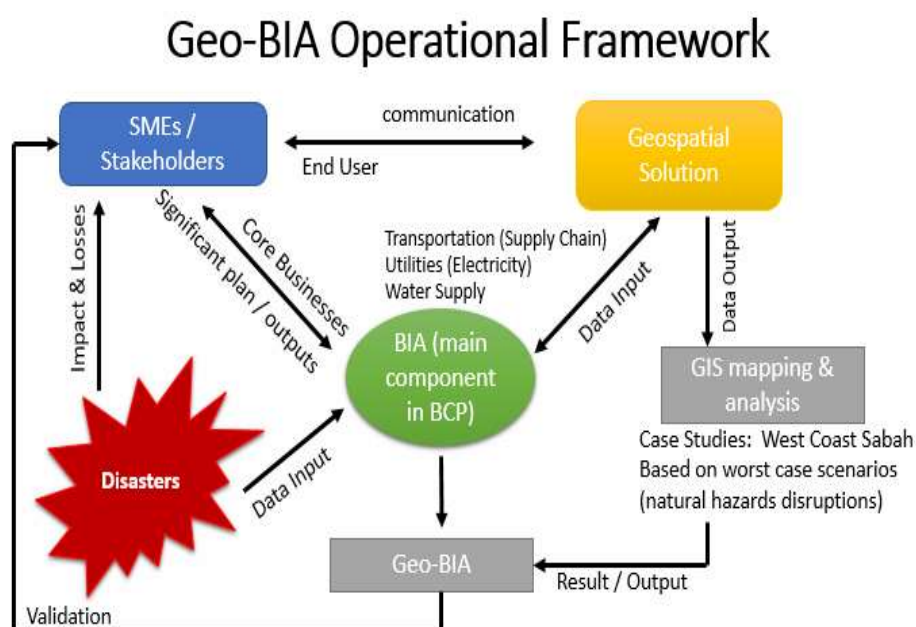 Geo-BIA Operational Framework
SMEs /
Stakeholders
communication
End User
Geospatial
Solution
Impact & Losses
Significant plan / outputs
Core Businesses
Transportation (Supply Chain)
Utilities (Electricity)
Water Supply
Data Input
Data Output
BIA (main
component
in BCP)
GIS mapping &
analysis
Case Studies: West Coast Sabah
Based on worst case scenarios
(natural hazards disruptions)
Disasters
Data Input
Geo-BIA
Result / Output
Validation